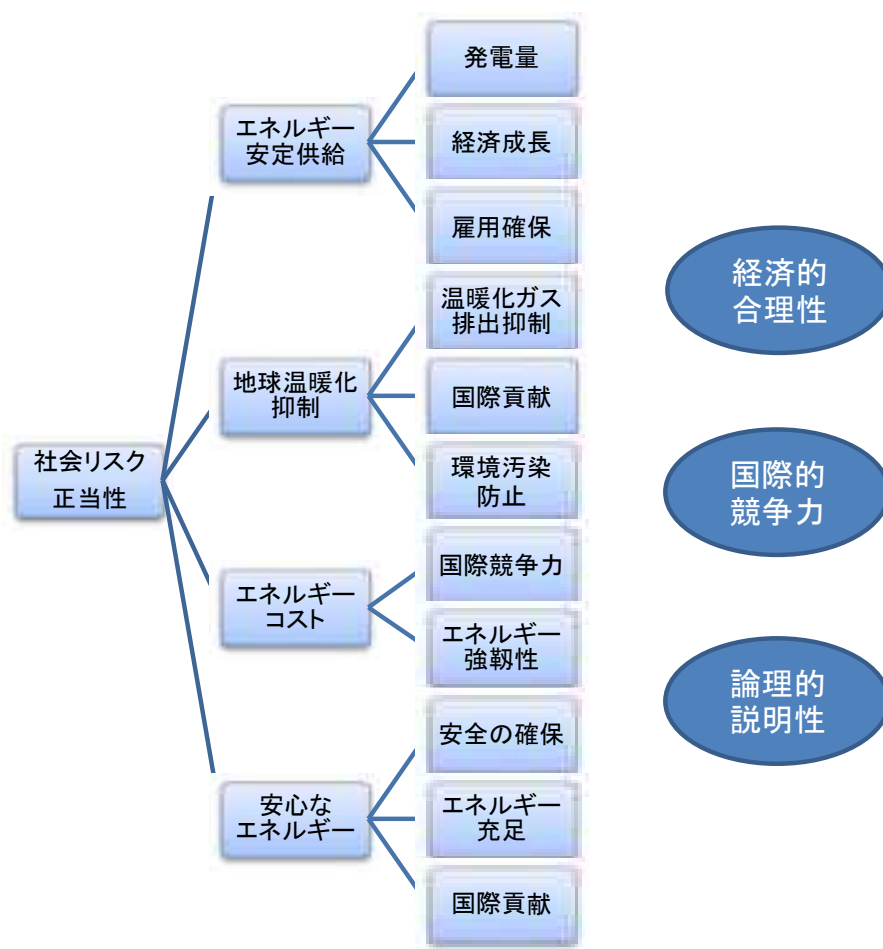 社会リスク
正当性
エネルギー
安定供給
発電量
経済成長
雇用確保
地球温暖化
抑制
温暖化ガス
排出抑制
国際貢献
環境汚染
防止
エネルギー
コスト
国際競争力
エネルギー
強靭性
安心な
エネルギー
安全の確保
エネルギー
充足
国際貢献
経済的
合理性
国際的
競争力
論理的
説明性